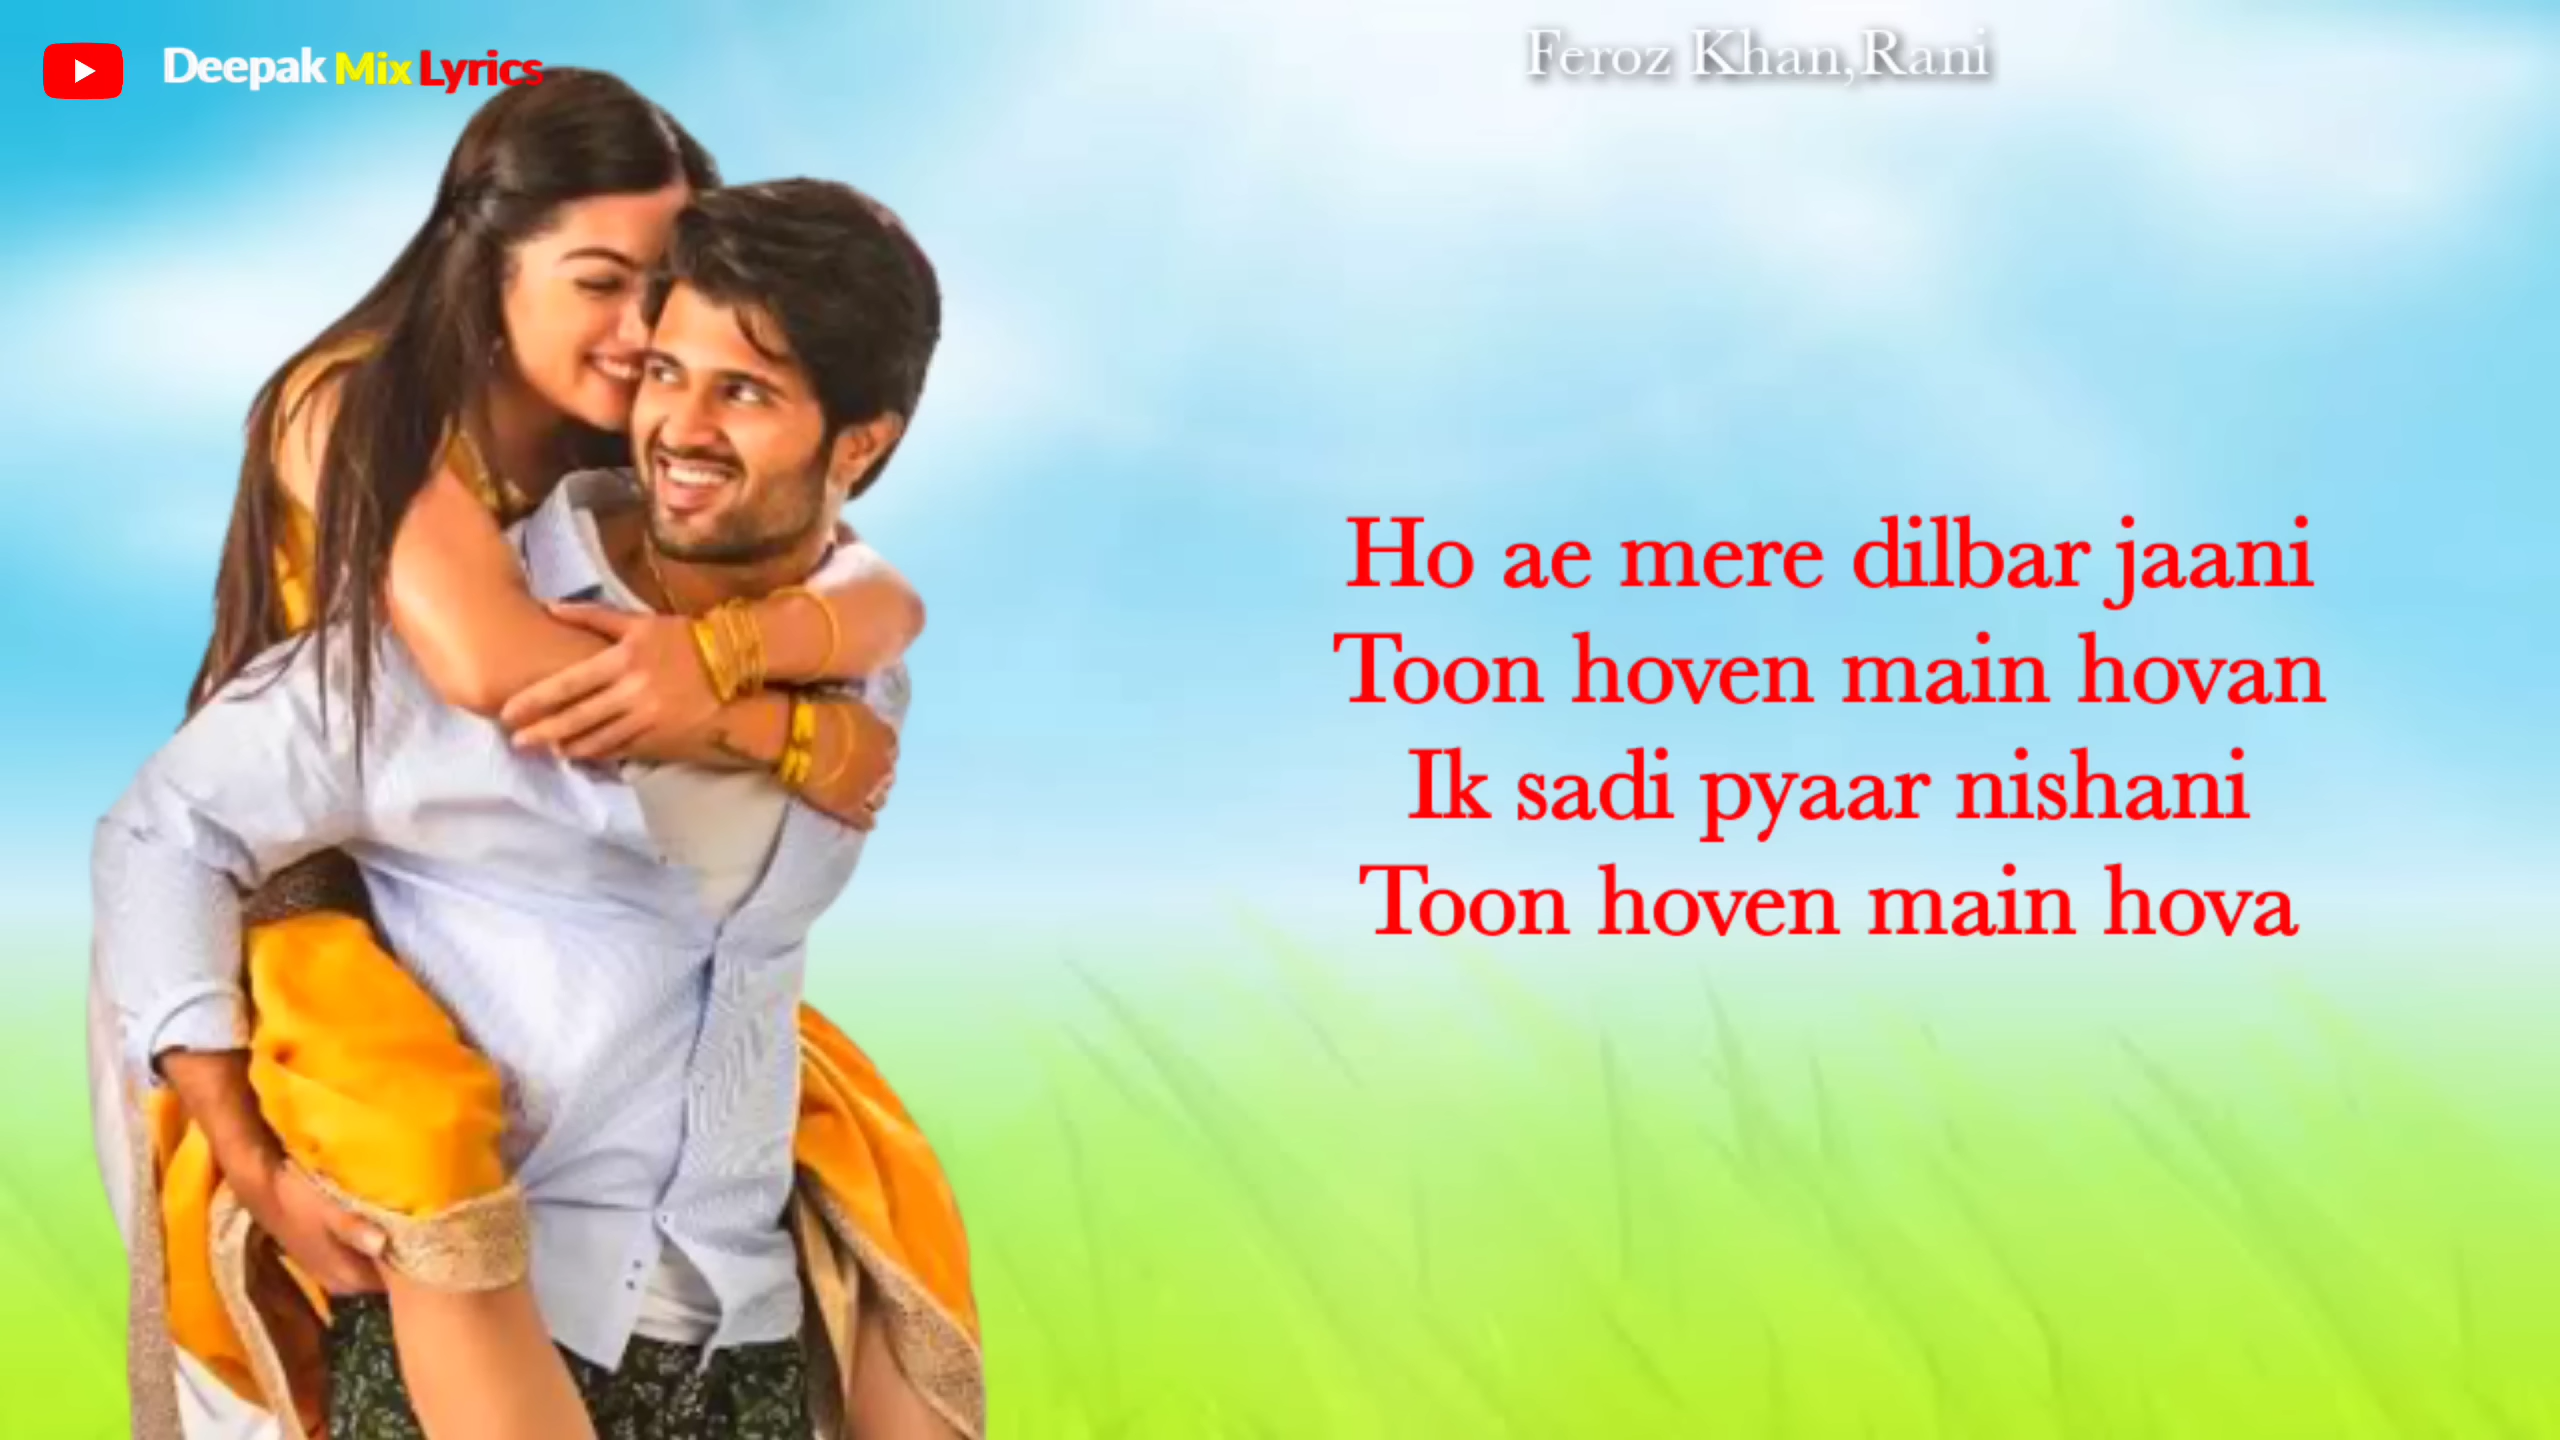 Deepak Mix Lyrics
Feroz Khan,Rani
Ho ae mere dilbar jaani
Toon hoven main hovan
Ik sadi pyaar nishani
Toon hoven main hova